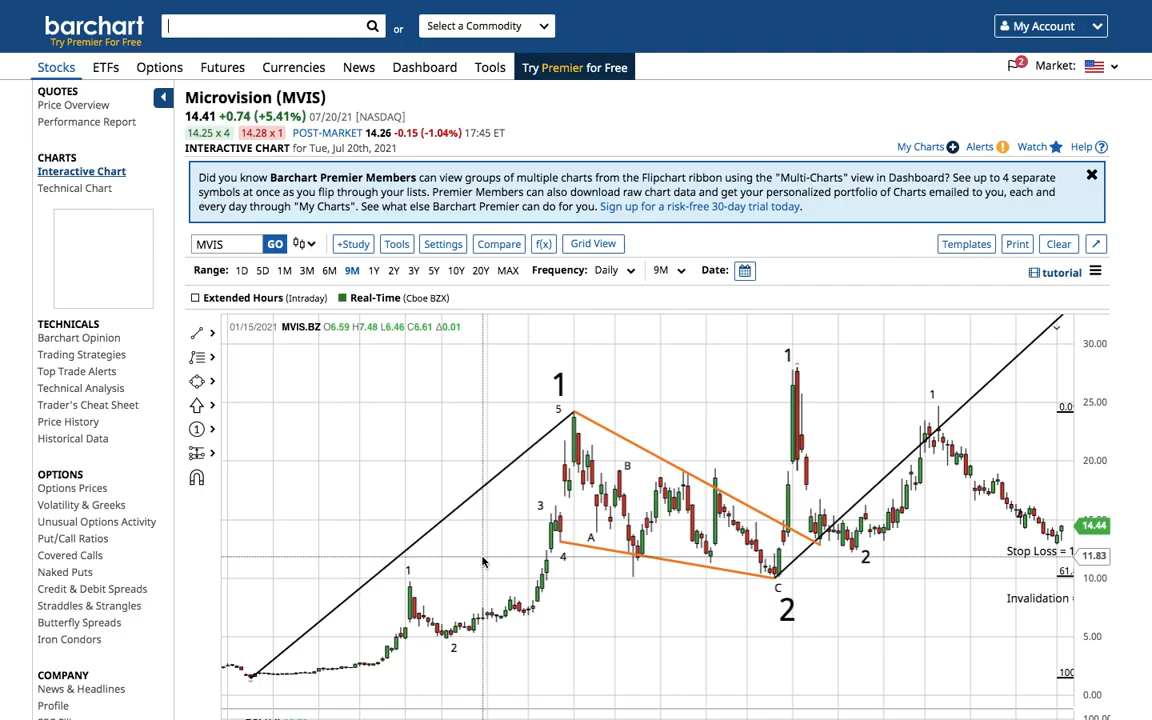 barchart
Try Premier For Free
or
Select a Commodity
My Account
Stocks ETFs Options Futures Currencies News Dashboard Tools Try Premier for Free
2 Market:
QUOTES
Price Overview
Performance Report
CHARTS
Interactive Chart
Technical Chart
TECHNICALS
Barchart Opinion
Trading Strategies
Top Trade Alerts
Technical Analysis
Trader's Cheat Sheet
Price History
Historical Data
OPTIONS
Options Prices
Volatility & Greeks
Unusual Options Activity
Put/Call Ratios
Covered Calls
Naked Puts
Credit & Debit Spreads
Straddles & Strangles
Butterfly Spreads
Iron Condors
COMPANY
News & Headlines
Profile
Microvision (MVIS)
14.41 +0.74 (+5.41%) 07/20/21 [NASDAQ]
14.25 x 4 14.28 x 1 POST-MARKET 14.26 -0.15 (-1.04%) 17:45 ET
INTERACTIVE CHART for Tue, Jul 20th, 2021
My Charts Alerts Watch Help
Did you know Barchart Premier Members can view groups of multiple charts from the Flipchart ribbon using the "Multi-Charts" view in Dashboard? See up to 4 separate
symbols at once as you flip through your lists. Premier Members can also download raw chart data and get your personalized portfolio of Charts emailed to you, each and
every day through "My Charts". See what else Barchart Premier can do for you. Sign up for a risk-free 30-day trial today.
MVIS GO +Study Tools Settings Compare f(x) Grid View Templates Print Clear
Range: 1D 5D 1M 3M 6M 9M 1Y 2Y 3Y 5Y 10Y 20Y MAX Frequency: Daily 9M Date: tutorial
Extended Hours (Intraday) Real-Time (Cboe BZX)
01/15/2021 MVIS.BZ O6.59 H7.48 L6.46 C6.61 Δ0.01
30.00
1
1
1
25.00
0.0
5
B
20.00
3
A
4
14.44
Stop Loss = 1
11.83
2
61.
10.00
C
1
Invalidation
2
5.00
2
100
0.00
100.00